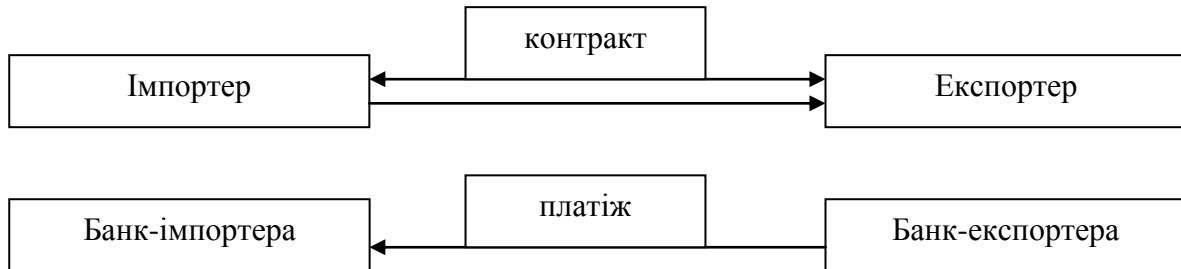 контракт
Імпортер
Експортер
платіж
Банк-імпортера
Банк-експортера